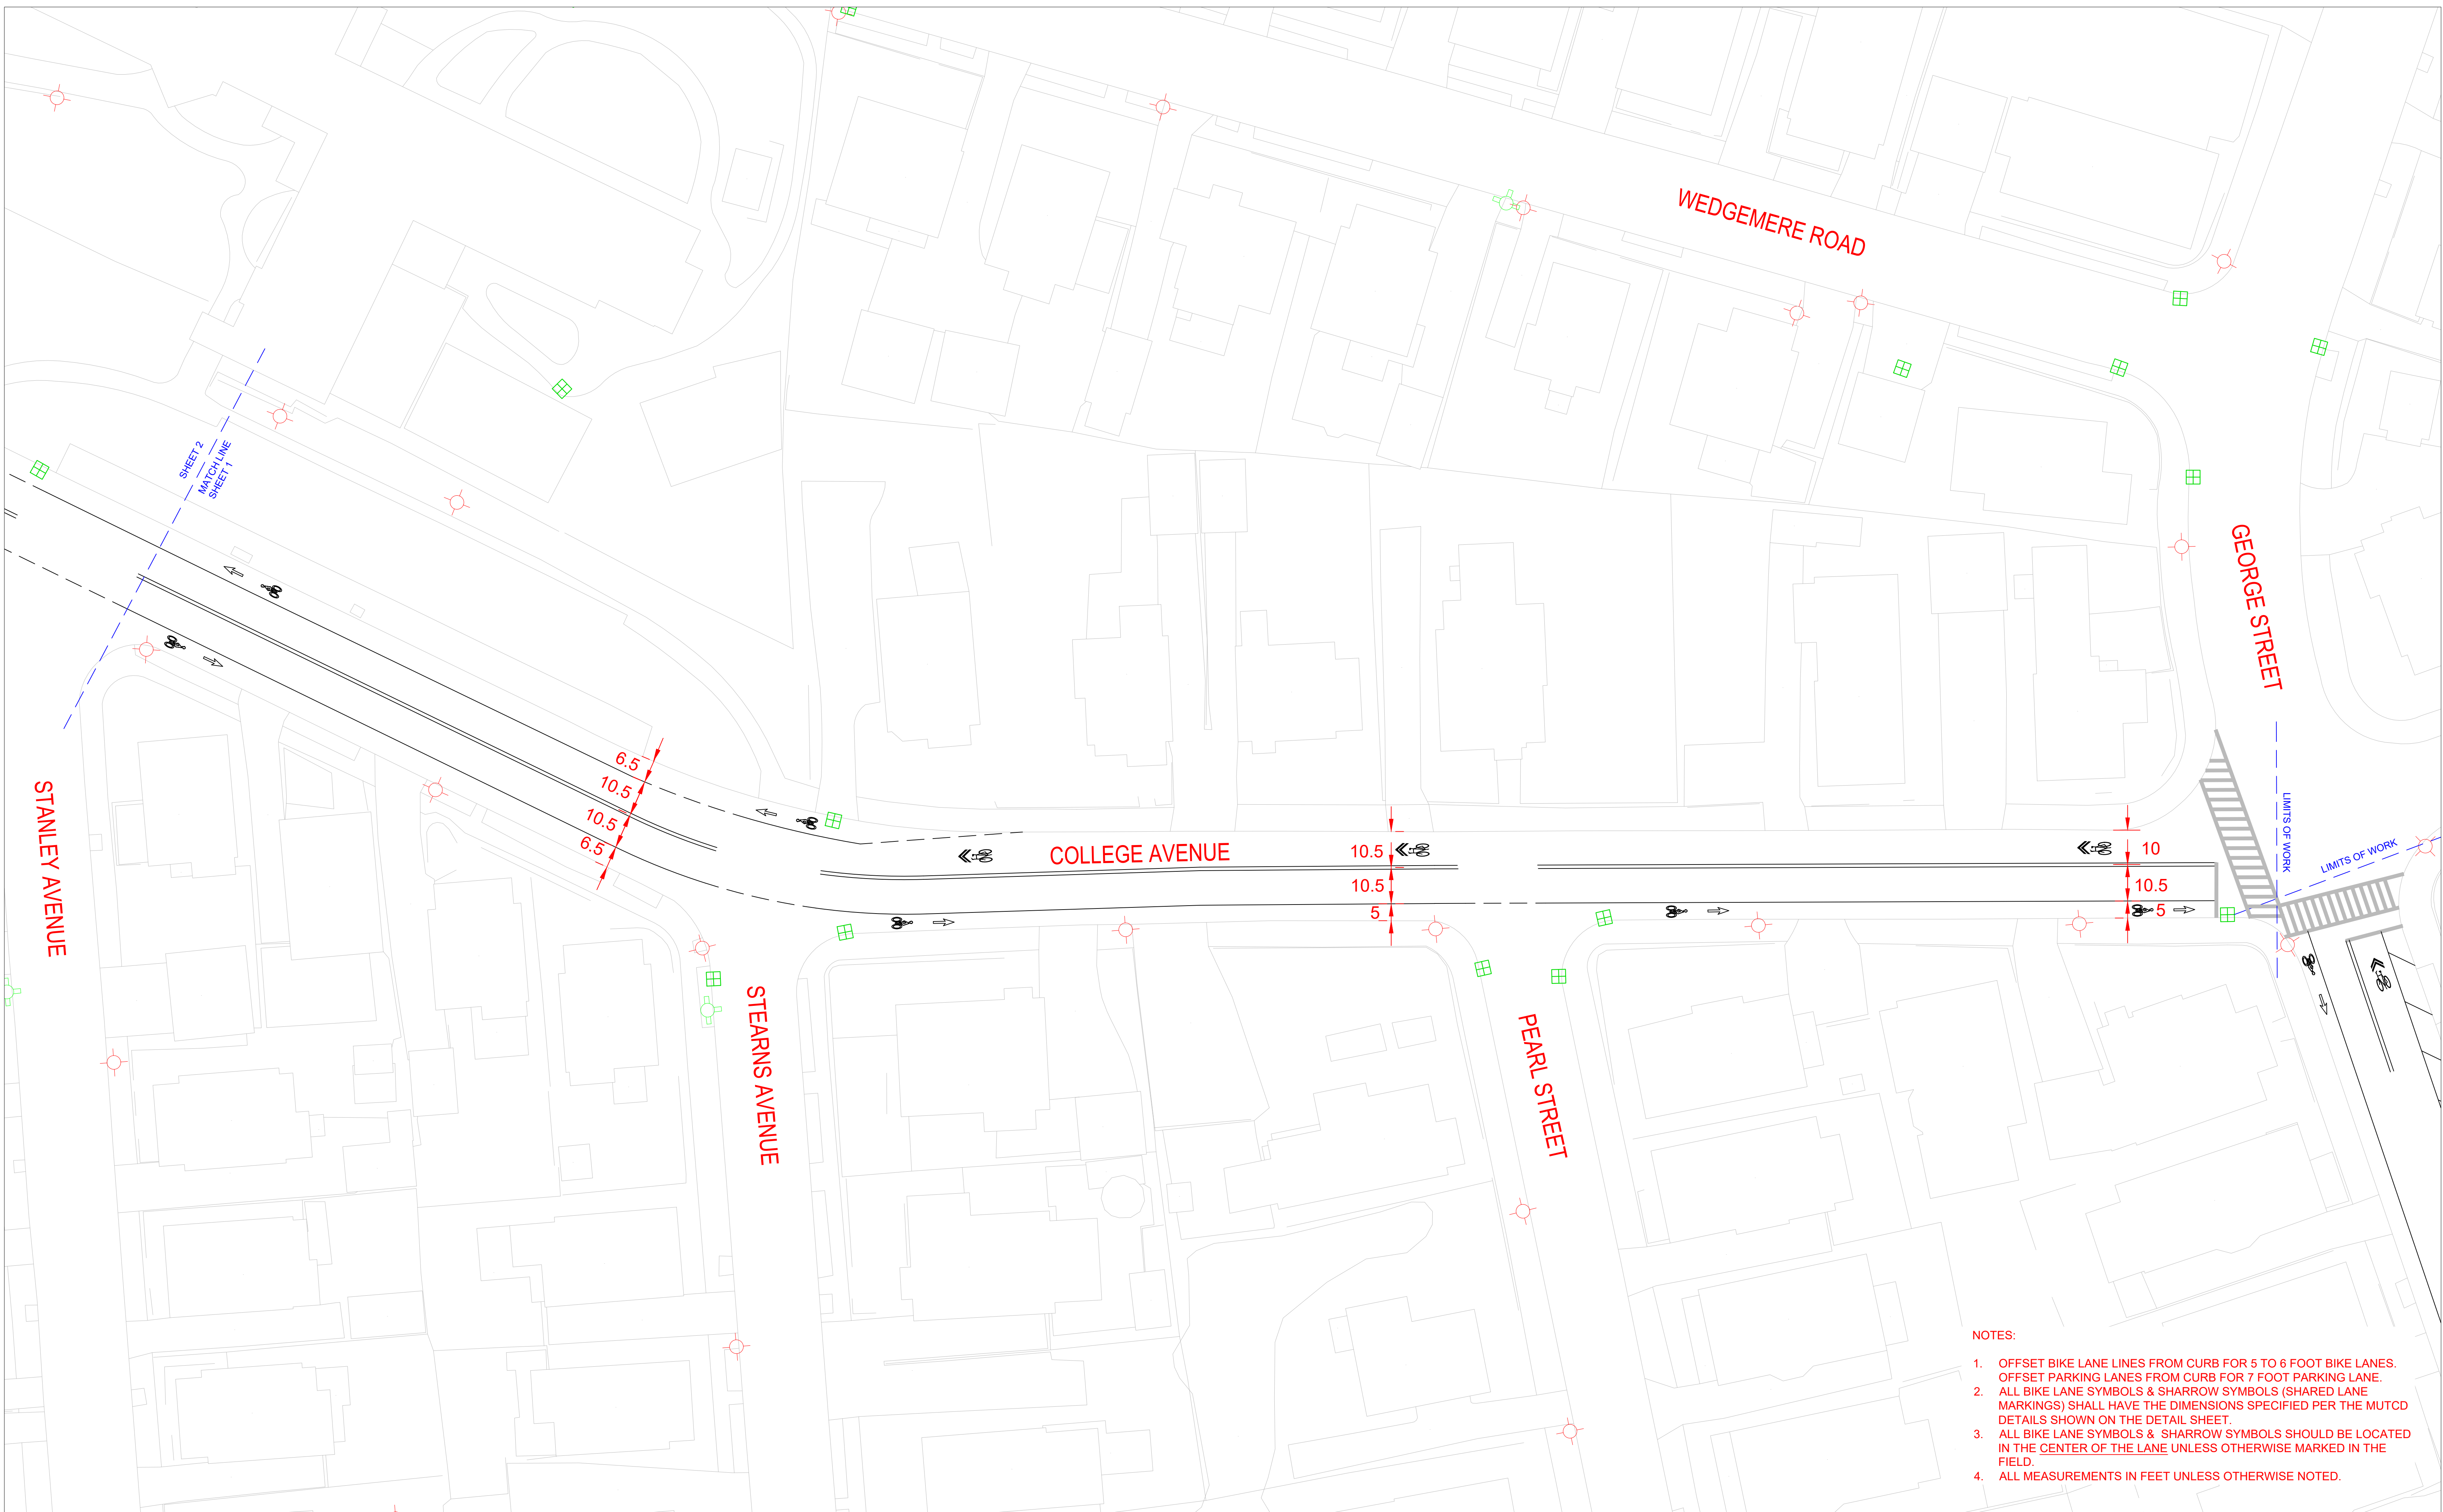 WEDGEMERE ROAD
SHEET 2
MATCH LINE
SHEET 1
GEORGE STREET
6.5
10.5
10.5
6.5
STANLEY AVENUE
COLLEGE AVENUE
10.5
10.5
5
10
10.5
5
LIMITS OF WORK
LIMITS OF WORK
STEARNS AVENUE
PEARL STREET
NOTES:
1. OFFSET BIKE LANE LINES FROM CURB FOR 5 TO 6 FOOT BIKE LANES.
OFFSET PARKING LANES FROM CURB FOR 7 FOOT PARKING LANE.
2. ALL BIKE LANE SYMBOLS & SHARROW SYMBOLS (SHARED LANE
MARKINGS) SHALL HAVE THE DIMENSIONS SPECIFIED PER THE MUTCD
DETAILS SHOWN ON THE DETAIL SHEET.
3. ALL BIKE LANE SYMBOLS & SHARROW SYMBOLS SHOULD BE LOCATED
IN THE CENTER OF THE LANE UNLESS OTHERWISE MARKED IN THE
FIELD.
4. ALL MEASUREMENTS IN FEET UNLESS OTHERWISE NOTED.